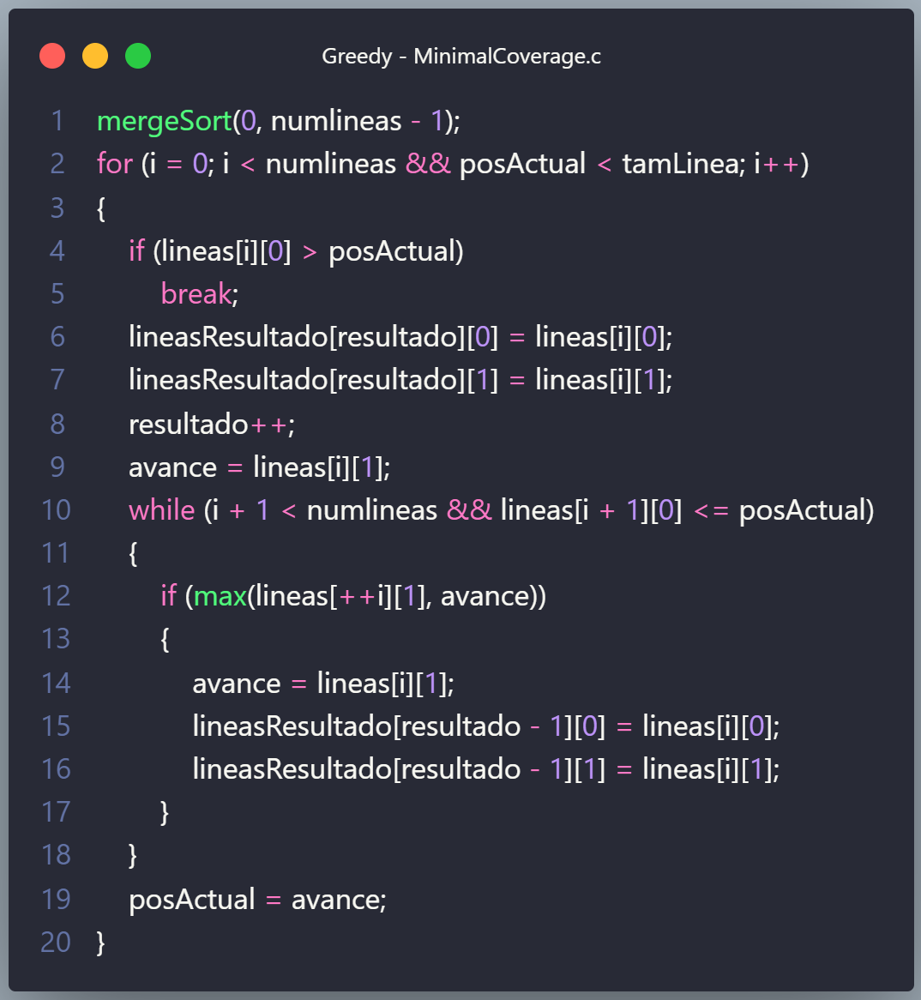 Greedy - MinimalCoverage.c
1 mergeSort(0, numlineas - 1);
2 for (i = 0; i < numlineas && posActual < tamLinea; i++)
3 {
4 if (lineas[i][0] > posActual)
5 break;
6 lineasResultado[resultado][0] = lineas[i][0];
7 lineasResultado[resultado][1] = lineas[i][1];
8 resultado++;
9 avance = lineas[i][1];
10 while (i + 1 < numlineas && lineas[i + 1][0] <= posActual)
11 {
12 if (max(lineas[++i][1], avance))
13 {
14 avance = lineas[i][1];
15 lineasResultado[resultado - 1][0] = lineas[i][0];
16 lineasResultado[resultado - 1][1] = lineas[i][1];
17 }
18 }
19 posActual = avance;
20 }